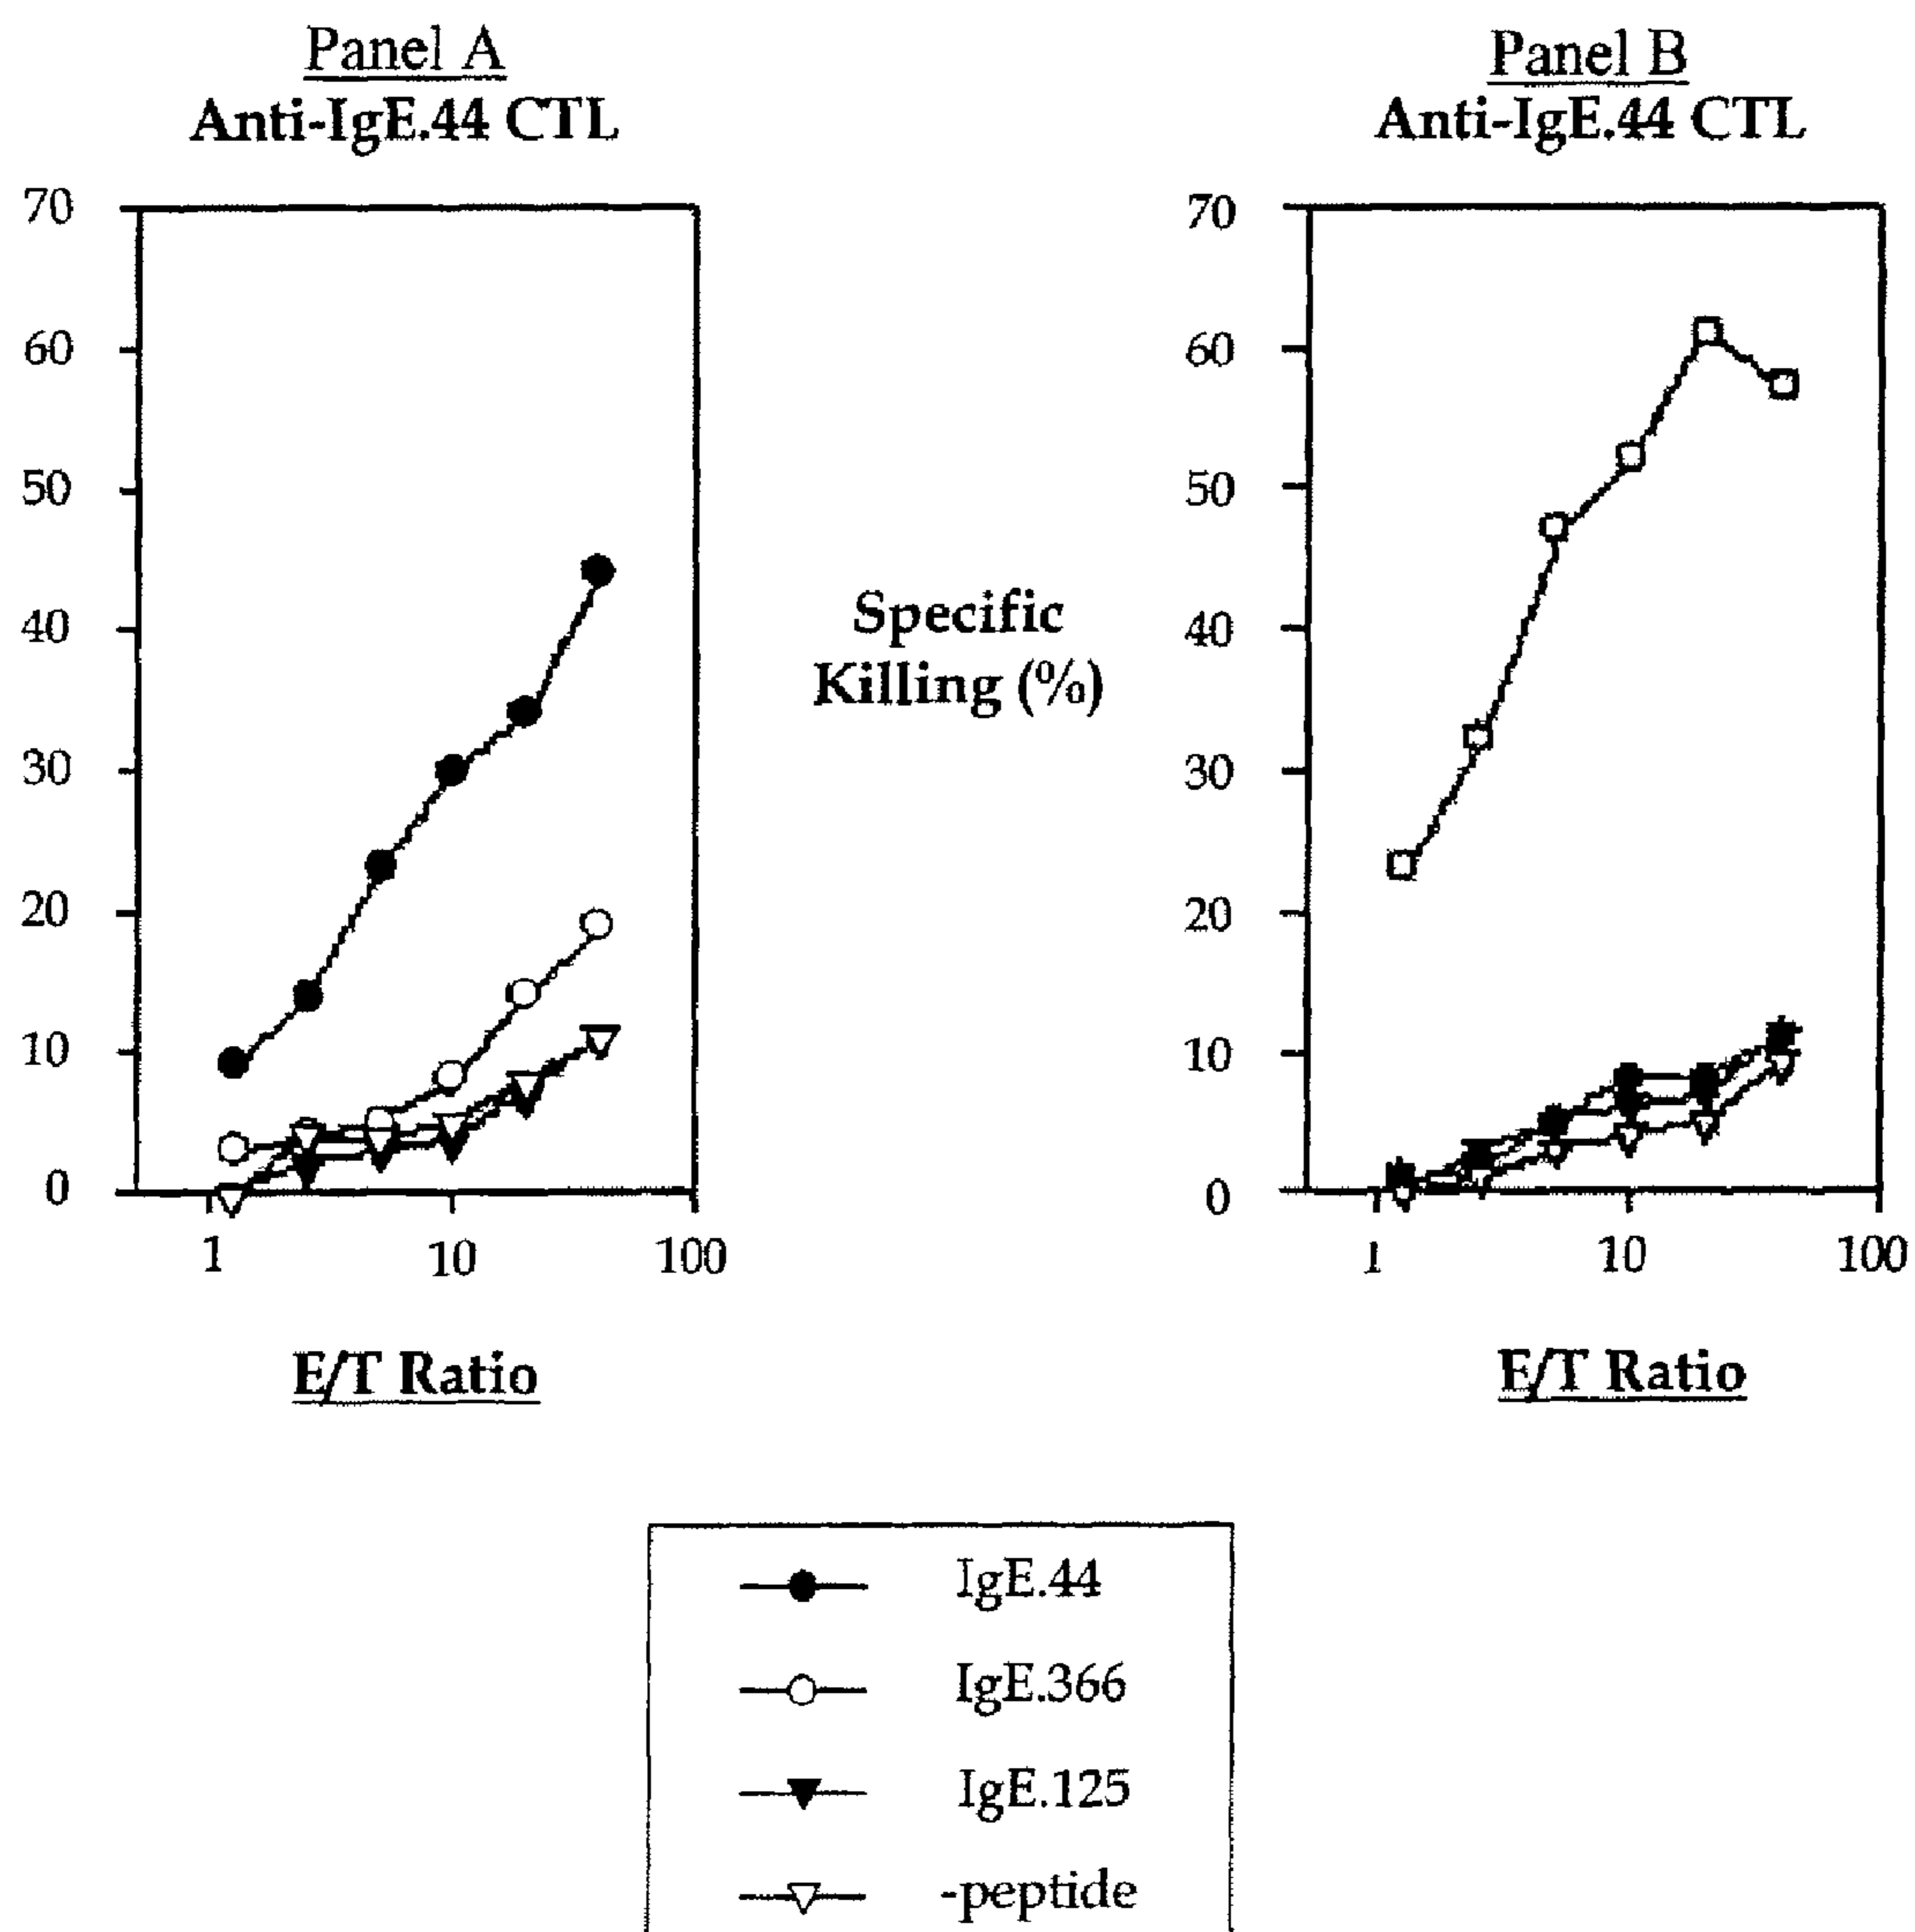 Panel A
Anti-IgE.44 CTL
70
60
50
40
30
20
10
0
1
10
100
E/T Ratio
Specific
Killing (%)
Panel B
Anti-IgE.44 CTL
70
60
50
40
30
20
10
0
1
10
100
E/T Ratio
IgE.44
IgE.366
IgE.125
-peptide